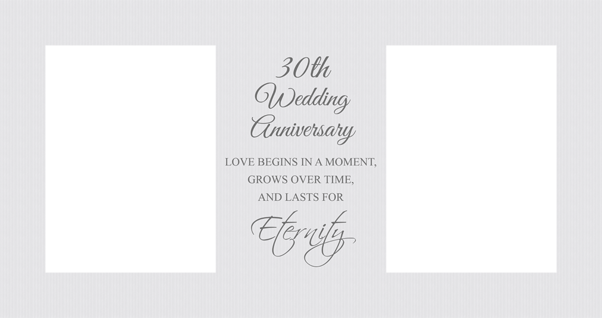 30th
Wedding
Anniversary
LOVE BEGINS IN A MOMENT,
GROWS OVER TIME,
AND LASTS FOR
Eternity